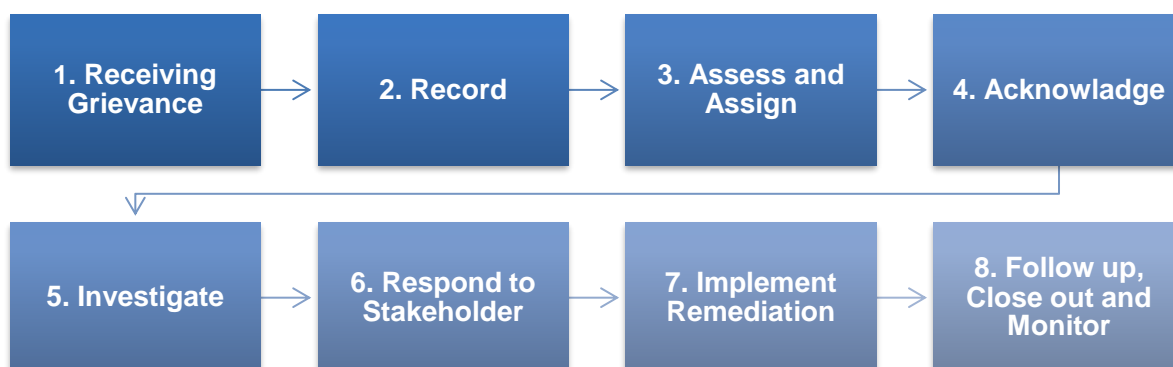 1. Receiving
Grievance
2. Record
3. Assess and
Assign
4. Acknowladge
5. Investigate
6. Respond to
Stakeholder
7. Implement
Remediation
8. Follow up,
Close out and
Monitor